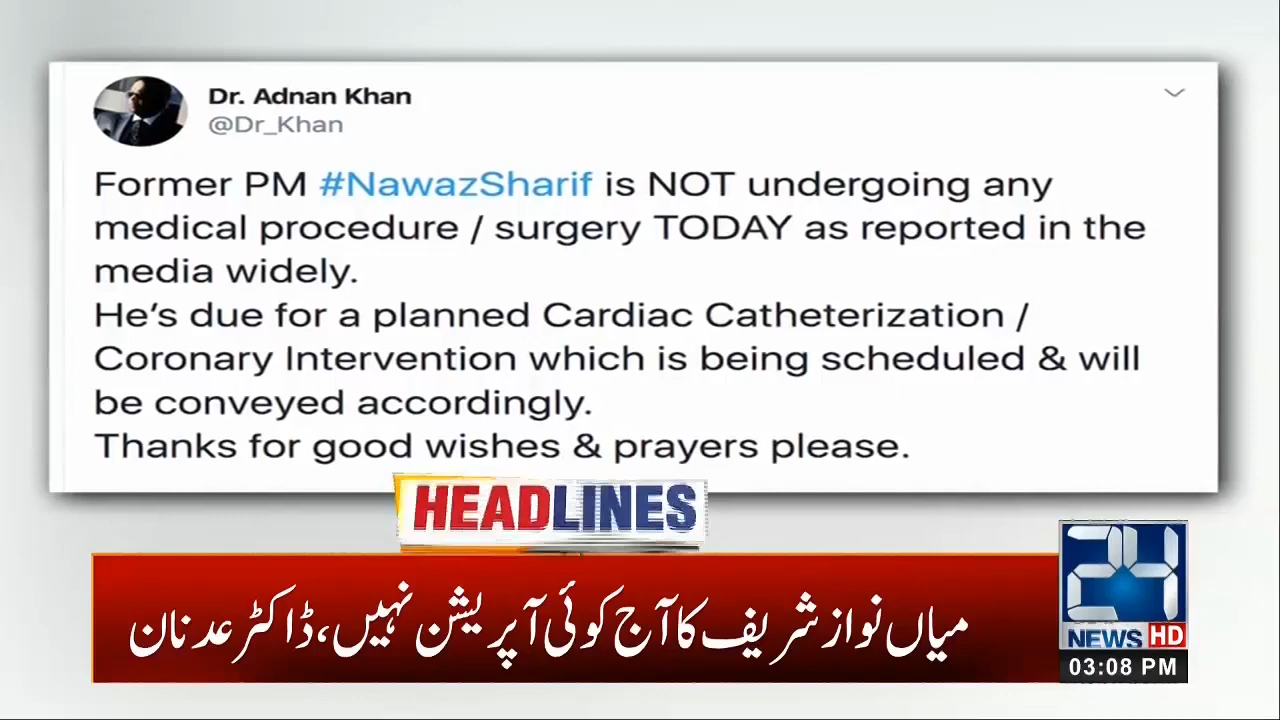 Dr. Adnan Khan
@Dr_Khan
Former PM #NawazSharif is NOT undergoing any
medical procedure / surgery TODAY as reported in the
media widely.
He's due for a planned Cardiac Catheterization /
Coronary Intervention which is being scheduled & will
be conveyed accordingly.
Thanks for good wishes & prayers please.
HEADLINES
میاں نواز شریف کا آج کوئی آپریشن نہیں، ڈاکٹر عدنان
24
NEWS HD
03:08 PM